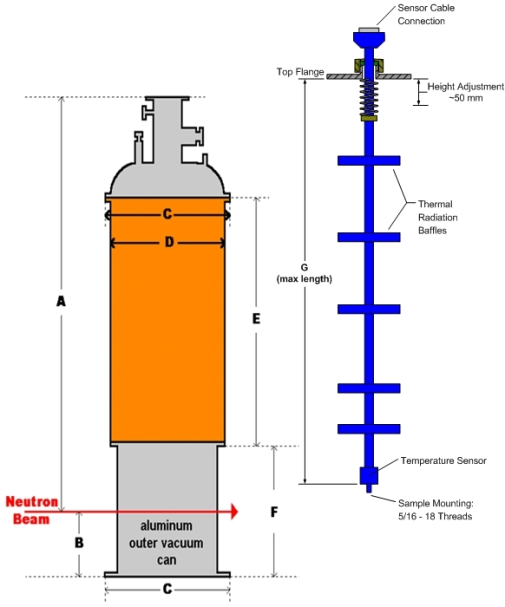 Sensor Cable
Connection
Top Flange
Height Adjustment
~50 mm
C
D
Thermal
Radiation
Baffles
G
(max length)
A
E
Temperature Sensor
Neutron
Beam
F
Sample Mounting:
5/16 - 18 Threads
aluminum
outer vacuum
can
B
C